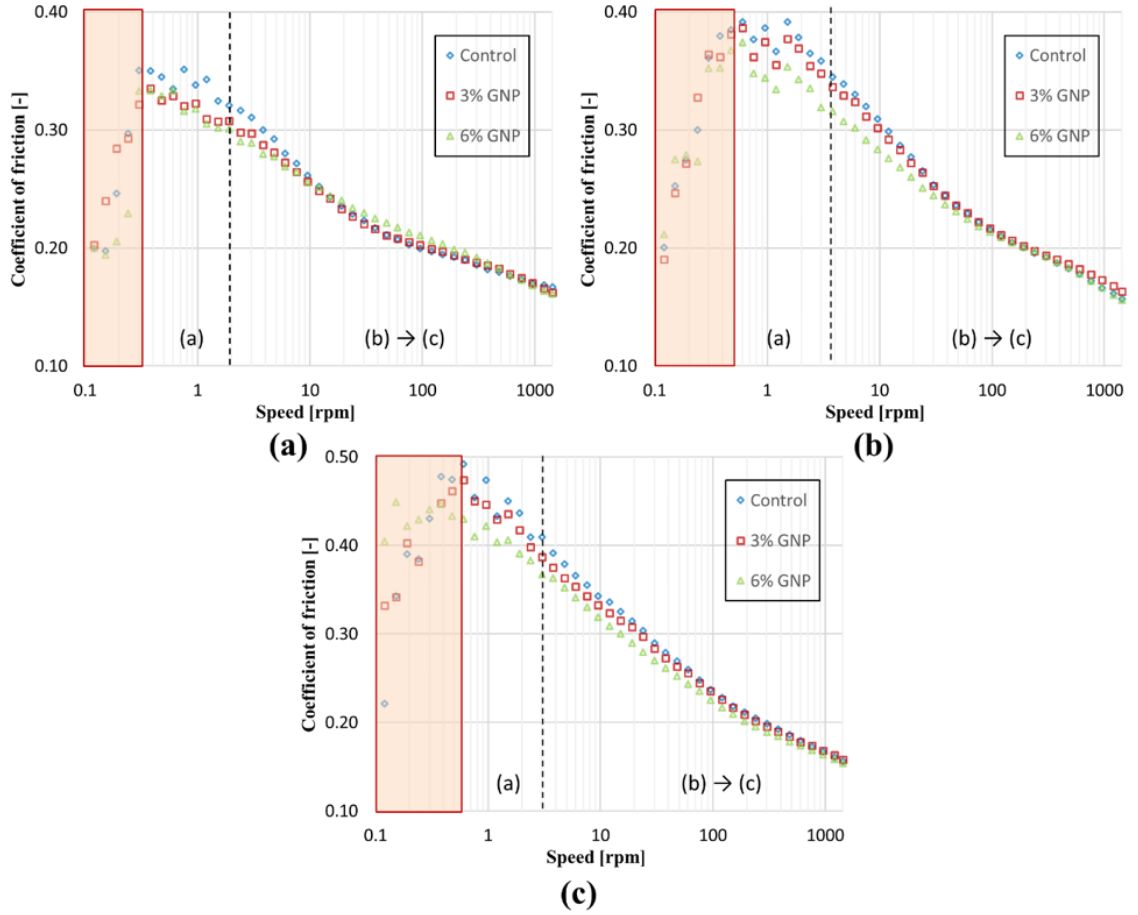 0.40
0.30
0.20
0.10
Coefficient of friction [-]
Control
3% GNP
6% GNP
(a)
(b) → (c)
0.1
1
10
100
1000
Speed [rpm]
(a)
0.40
0.30
0.20
0.10
Coefficient of friction [-]
Control
3% GNP
6% GNP
(a)
(b) → (c)
0.1
1
10
100
1000
Speed [rpm]
(b)
0.50
0.40
0.30
0.20
0.10
Coefficient of friction [-]
Control
3% GNP
6% GNP
(a)
(b) → (c)
0.1
1
10
100
1000
Speed [rpm]
(c)